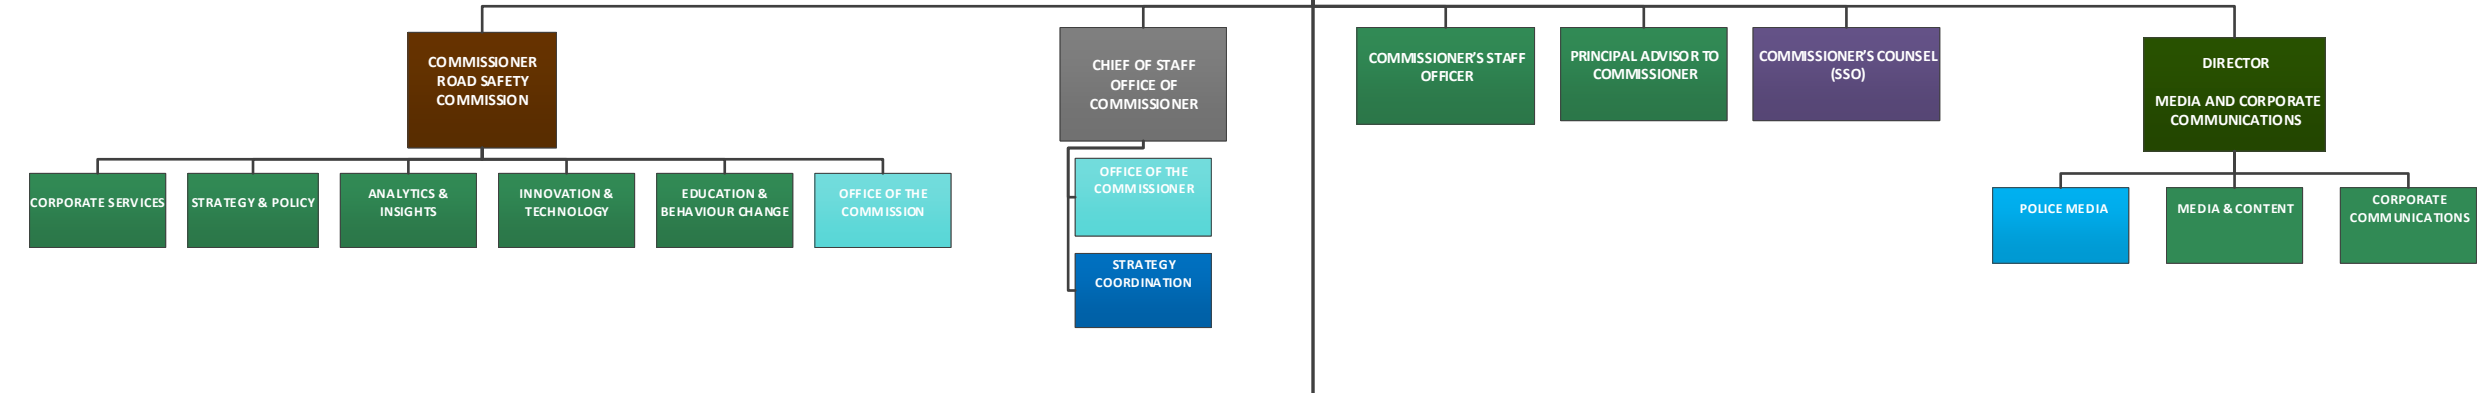 COMMISSIONER
ROAD SAFETY
COMMISSION
CHIEF OF STAFF
OFFICE OF
COMMISSIONER
COMMISSIONER'S STAFF
OFFICER
PRINCIPAL ADVISOR TO
COMMISSIONER
COMMISSIONER'S COUNSEL
(SSO)
DIRECTOR
MEDIA AND CORPORATE
COMMUNICATIONS
CORPORATE SERVICES
STRATEGY & POLICY
ANALYTICS &
INSIGHTS
INNOVATION &
TECHNOLOGY
EDUCATION &
BEHAVIOUR CHANGE
OFFICE OF THE
COMMISSION
OFFICE OF THE
COMMISSIONER
STRATEGY
COORDINATION
POLICE MEDIA
MEDIA & CONTENT
CORPORATE
COMMUNICATIONS